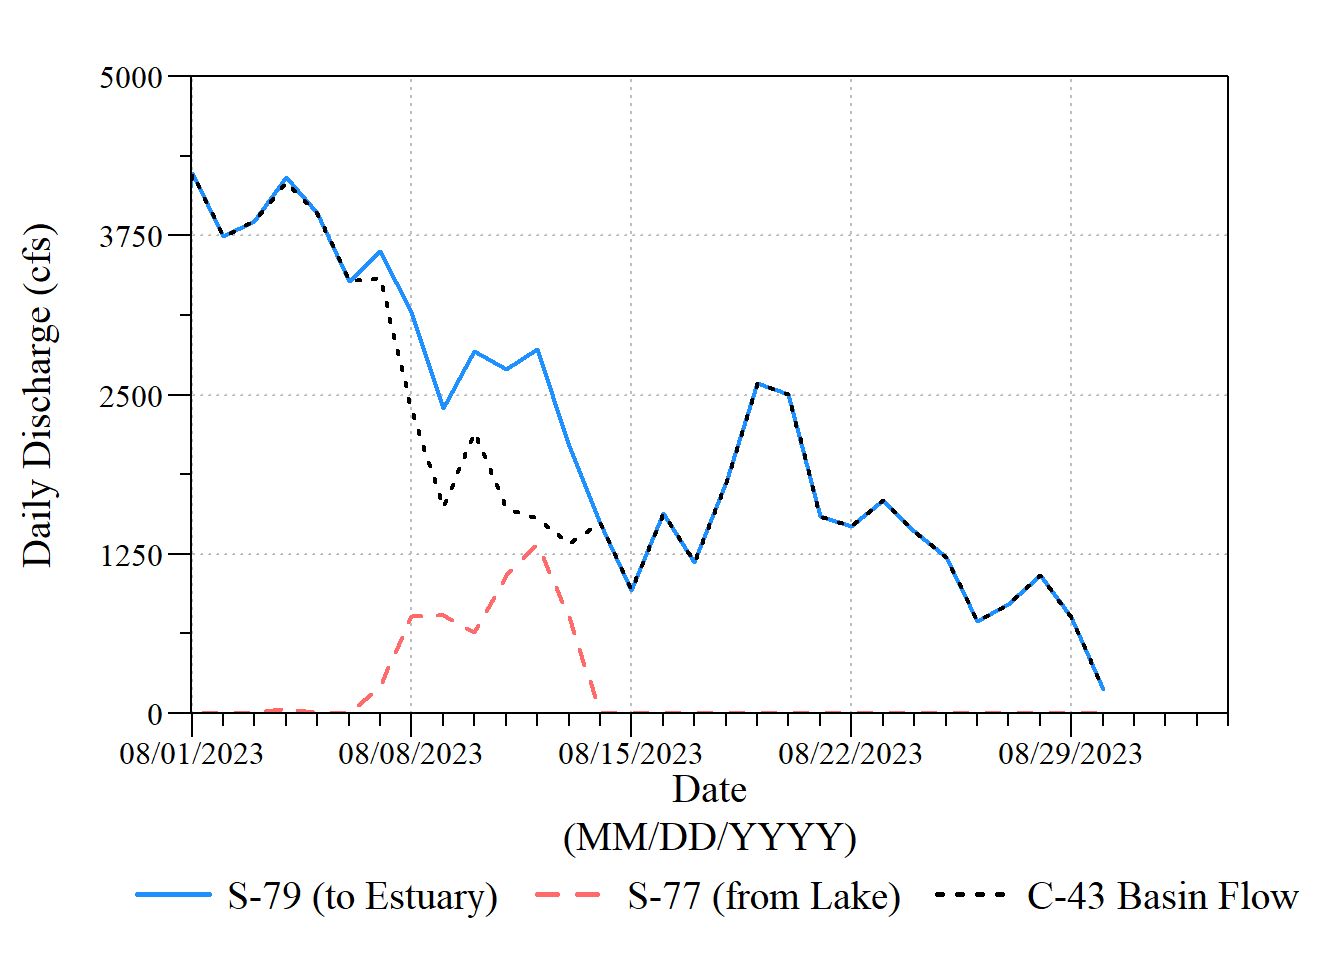 5000
3750
2500
1250
0
Daily Discharge (cfs)
08/01/2023 08/08/2023 08/15/2023 08/22/2023 08/29/2023
Date
(MM/DD/YYYY)
S-79 (to Estuary) S-77 (from Lake) C-43 Basin Flow